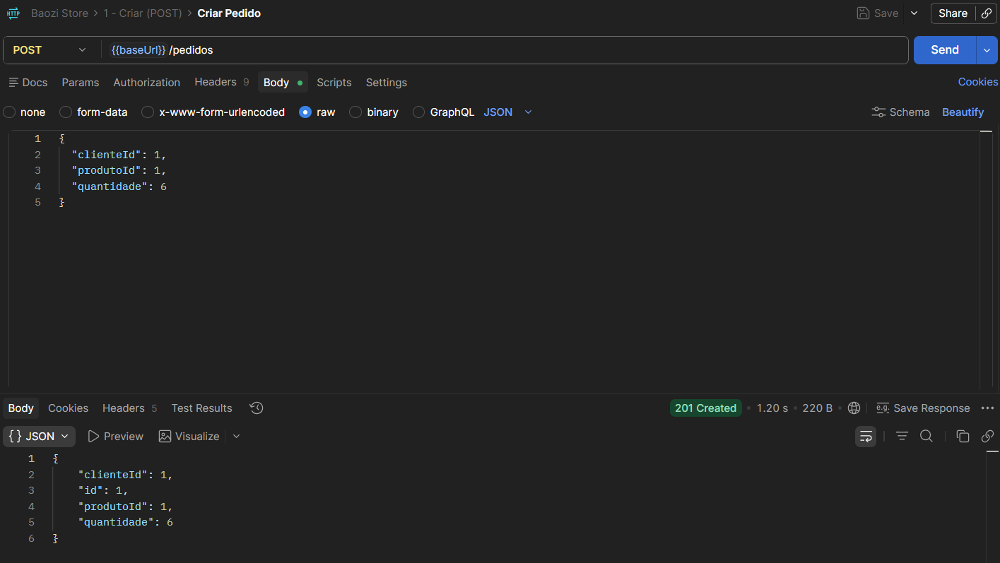 HTTP Baozi Store > 1 - Criar (POST) > Criar Pedido Save Share
POST {{baseUrl}} /pedidos Send
Docs Params Authorization Headers 9 Body Scripts Settings Cookies
none form-data x-www-form-urlencoded raw binary GraphQL JSON Schema Beautify
1 {
2 "clienteId": 1,
3 "produtoId": 1,
4 "quantidade": 6
5 }
Body Cookies Headers 5 Test Results 201 Created • 1.20 s • 220 B • e.g. Save Response
{} JSON Preview Visualize
1 {
2 "clienteId": 1,
3 "id": 1,
4 "produtoId": 1,
5 "quantidade": 6
6 }